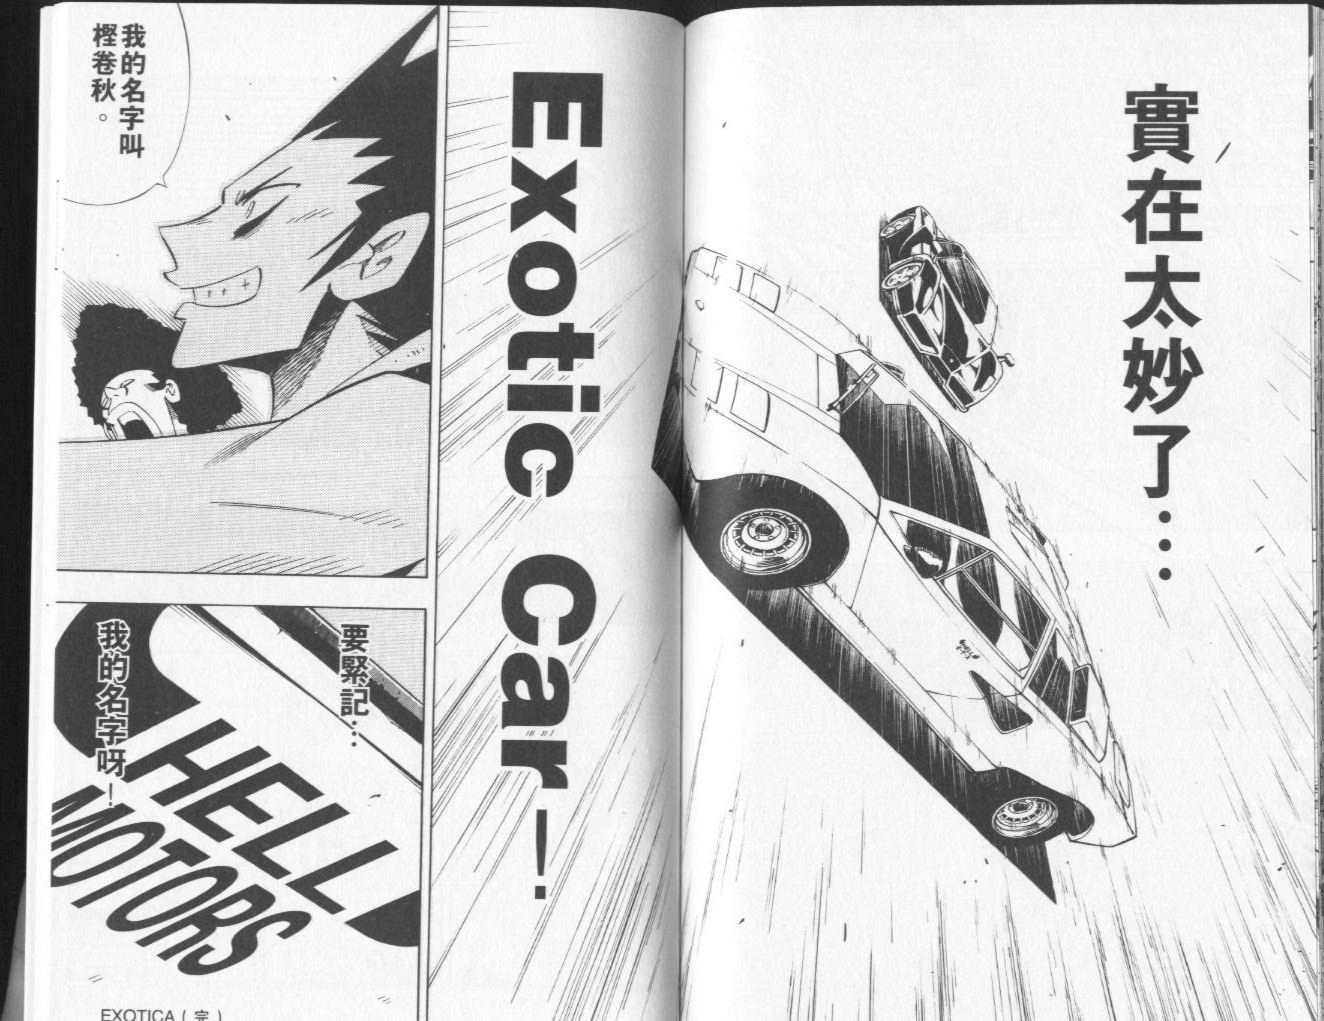 實在太妙了…
Exotic Car—!
我的名字叫
樫卷秋。
要緊記…
我的名字呀!
HELL
MOTORS
EXOTICA(完)